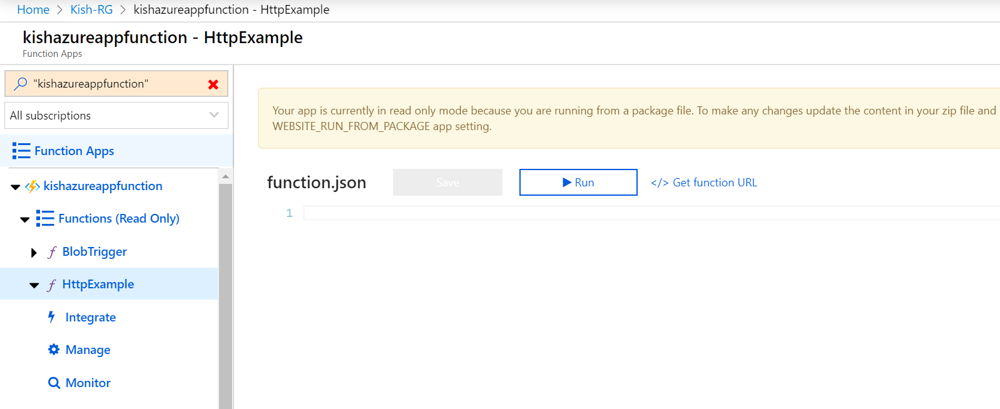 Home > Kish-RG > kishazureappfunction - HttpExample
kishazureappfunction - HttpExample
Function Apps
"kishazureappfunction"
All subscriptions
Function Apps
kishazureappfunction
Functions (Read Only)
BlobTrigger
HttpExample
Integrate
Manage
Monitor
Your app is currently in read only mode because you are running from a package file. To make any changes update the content in your zip file and
WEBSITE_RUN_FROM_PACKAGE app setting.
function.json
Save
Run
</> Get function URL
1